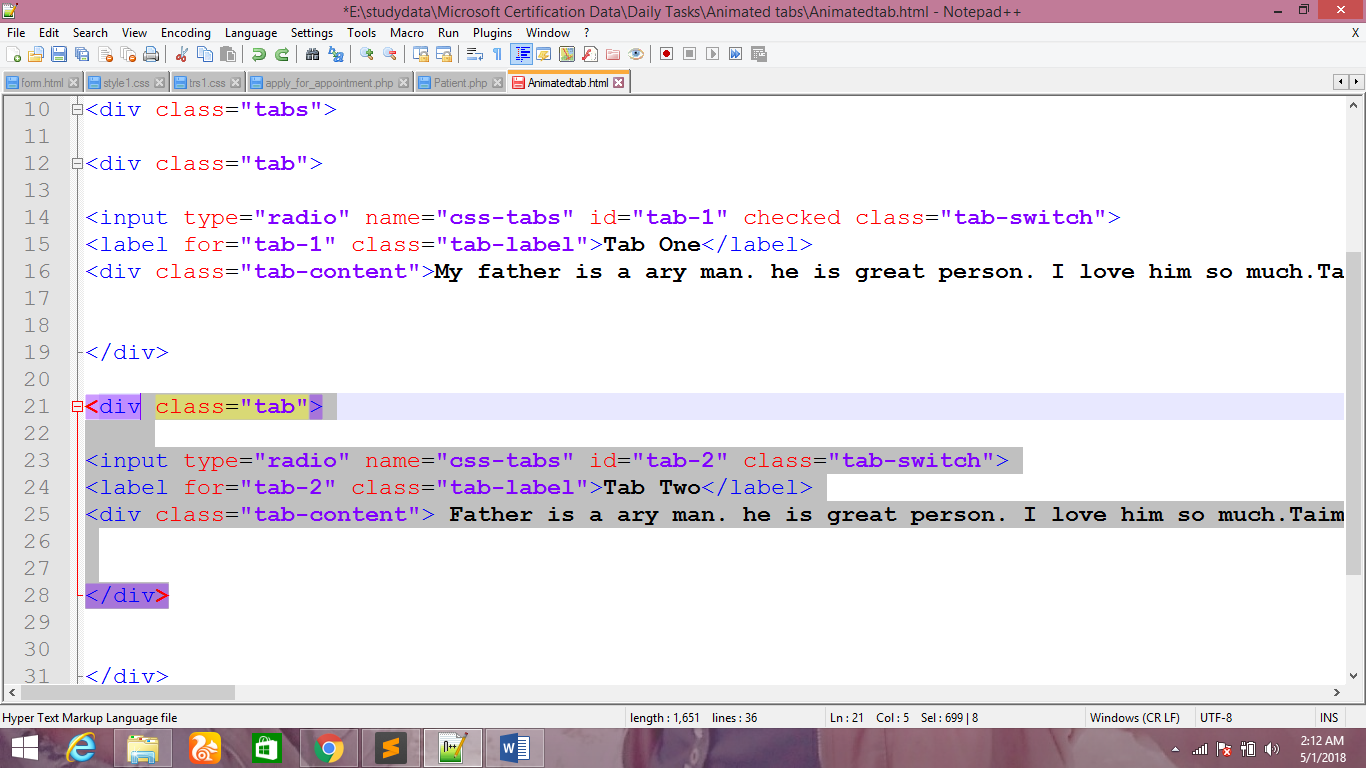 *E:\studydata\Microsoft Certification Data\Daily Tasks\Animated tabs\Animatedtab.html - Notepad++
File Edit Search View Encoding Language Settings Tools Macro Run Plugins Window ? X
form.html style1.css trs1.css apply_for_appointment.php Patient.php Animatedtab.html
10 <div class="tabs">
11
12 <div class="tab">
13
14 <input type="radio" name="css-tabs" id="tab-1" checked class="tab-switch">
15 <label for="tab-1" class="tab-label">Tab One</label>
16 <div class="tab-content">My father is a ary man. he is great person. I love him so much.Ta
17
18
19 </div>
20
21 <div class="tab">
22
23 <input type="radio" name="css-tabs" id="tab-2" class="tab-switch">
24 <label for="tab-2" class="tab-label">Tab Two</label>
25 <div class="tab-content"> Father is a ary man. he is great person. I love him so much.Taim
26
27
28 </div>
29
30
31 </div>
Hyper Text Markup Language file length : 1,651 lines : 36 Ln : 21 Col : 5 Sel : 699 | 8 Windows (CR LF) UTF-8 INS
2:12 AM
5/1/2018